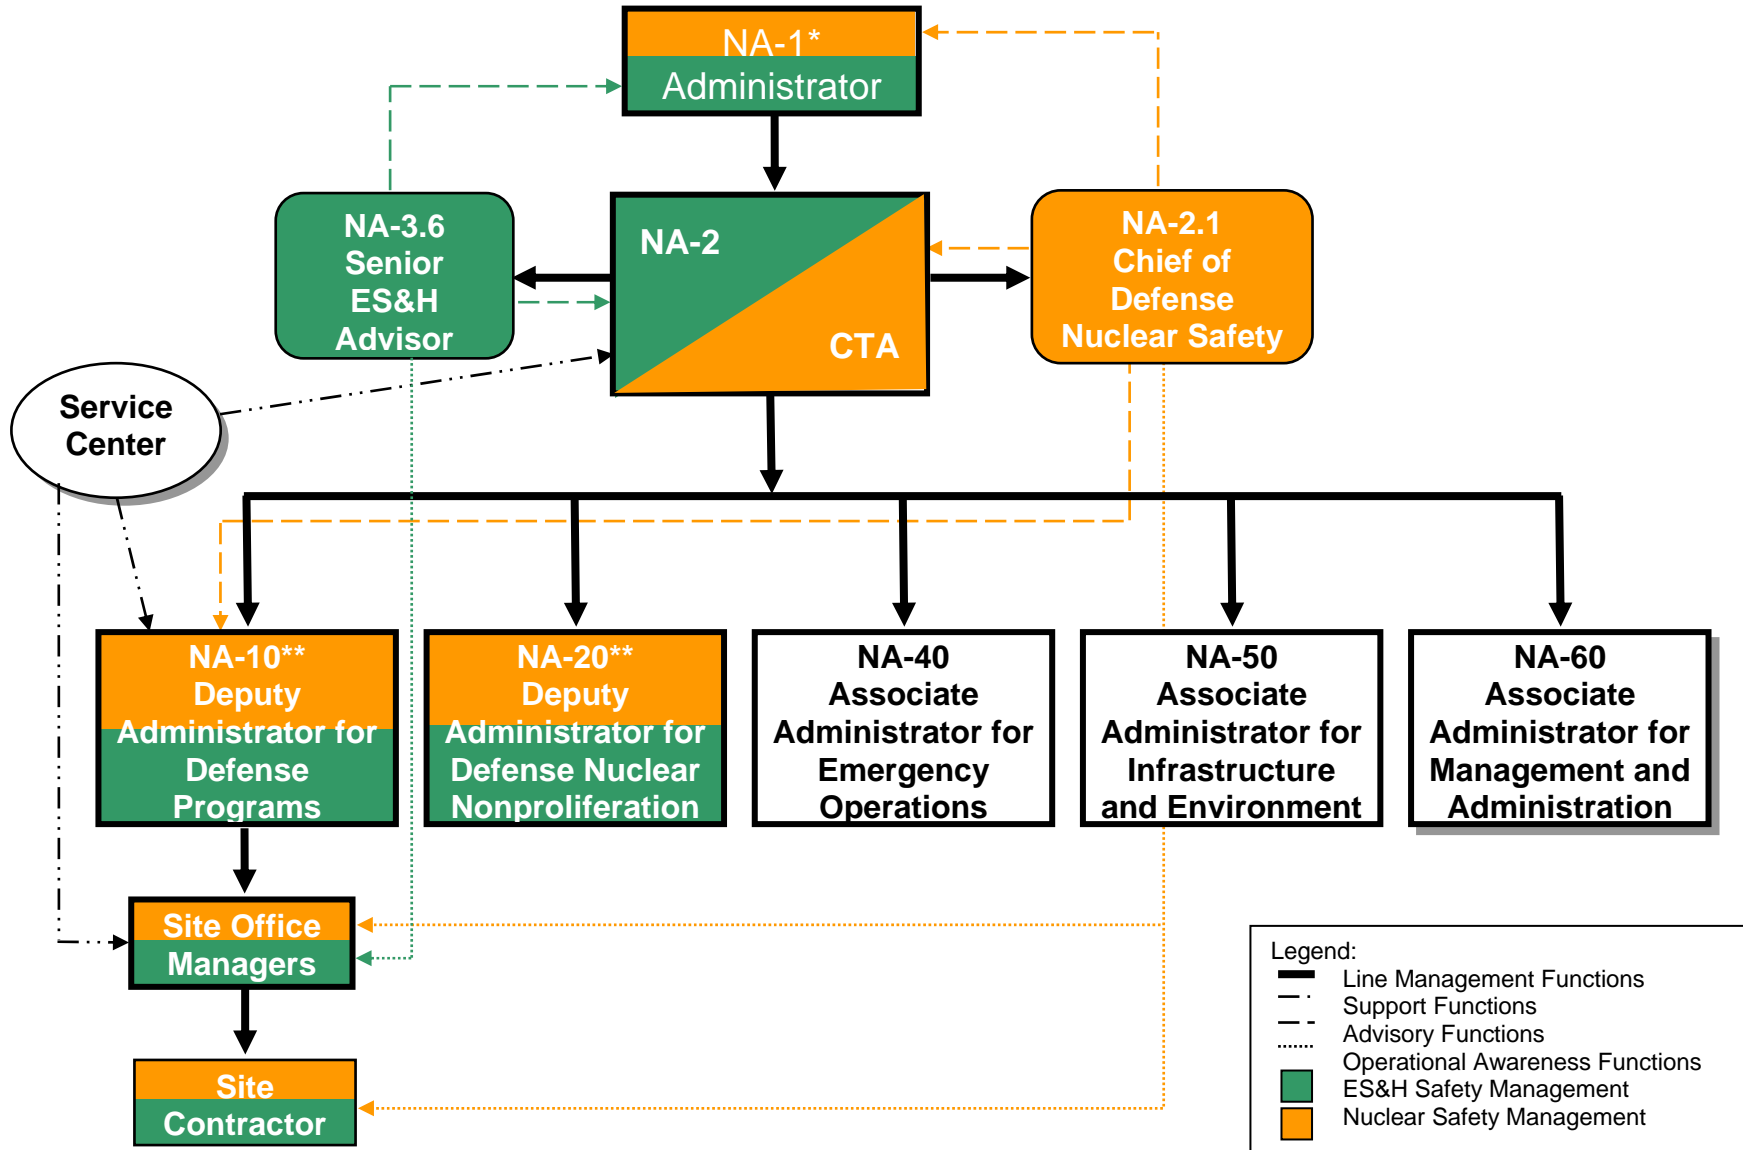 NA-1*
Administrator
NA-3.6
Senior
ES&H
Advisor
NA-2
CTA
NA-2.1
Chief of
Defense
Nuclear Safety
Service
Center
NA-10**
Deputy
Administrator for
Defense
Programs
NA-20**
Deputy
Administrator for
Defense Nuclear
Nonproliferation
NA-40
Associate
Administrator for
Emergency
Operations
NA-50
Associate
Administrator for
Infrastructure
and Environment
NA-60
Associate
Administrator for
Management and
Administration
Site Office
Managers
Site
Contractor
Legend:
Line Management Functions
Support Functions
Advisory Functions
Operational Awareness Functions
ES&H Safety Management
Nuclear Safety Management